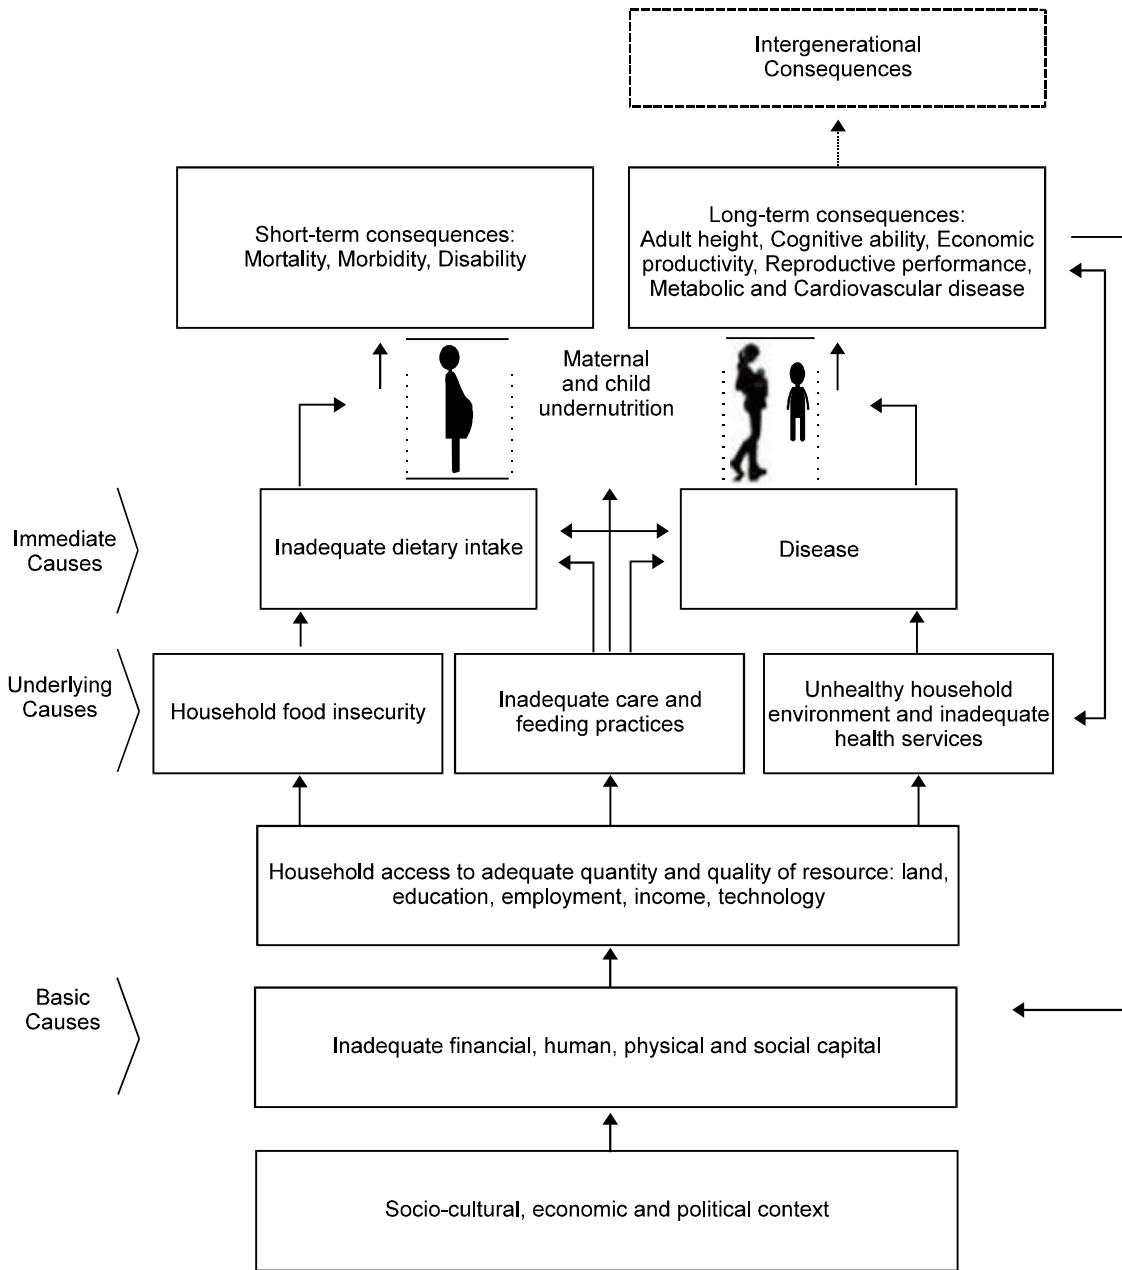 Intergenerational
Consequences
Short-term consequences:
Mortality, Morbidity, Disability
Long-term consequences:
Adult height, Cognitive ability, Economic
productivity, Reproductive performance,
Metabolic and Cardiovascular disease
Maternal
and child
undernutrition
Immediate
Causes
Inadequate dietary intake
Disease
Underlying
Causes
Household food insecurity
Inadequate care and
feeding practices
Unhealthy household
environment and inadequate
health services
Household access to adequate quantity and quality of resource: land,
education, employment, income, technology
Basic
Causes
Inadequate financial, human, physical and social capital
Socio-cultural, economic and political context